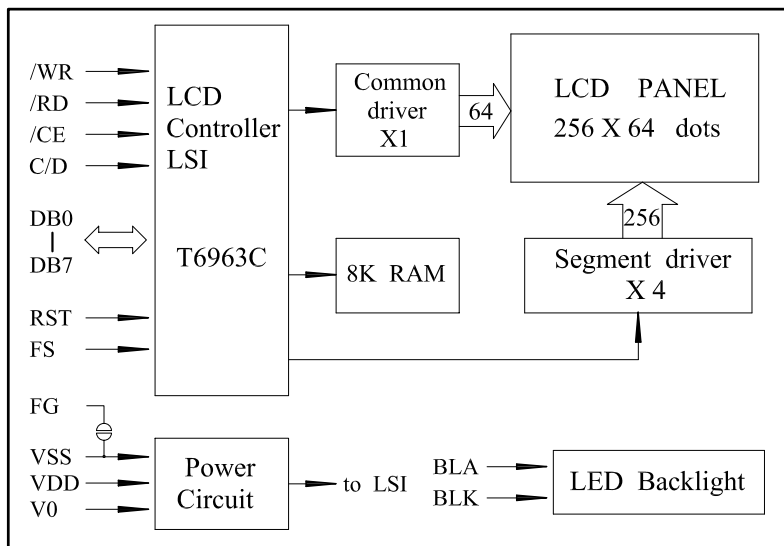 /WR
/RD
/CE
C/D
DB0
DB7
RST
FS
FG
VSS
VDD
V0
LCD
Controller
LSI
T6963C
Common
driver
X1
64
LCD PANEL
256 X 64 dots
256
8K RAM
Segment driver
X 4
Power
Circuit
to LSI
BLA
BLK
LED Backlight